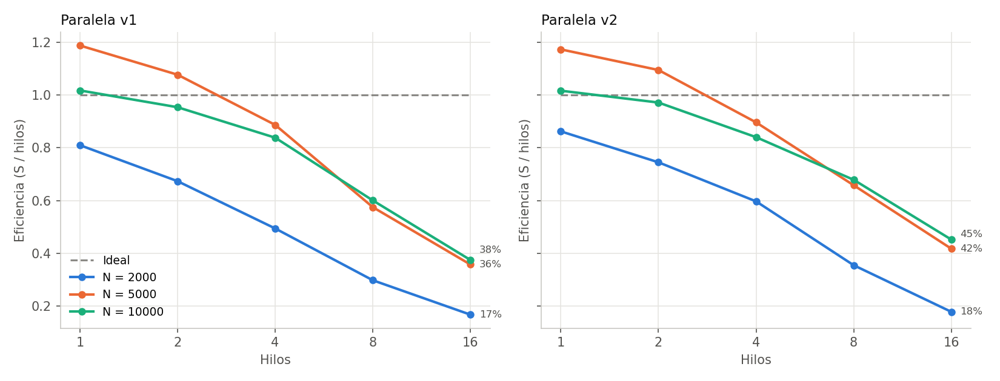 Paralela v1
Eficiencia (S / hilos)
1.2
1.0
0.8
0.6
0.4
0.2
Ideal
N = 2000
N = 5000
N = 10000
38%
36%
17%
1 2 4 8 16
Hilos
Paralela v2
Eficiencia (S / hilos)
45%
42%
18%
1 2 4 8 16
Hilos